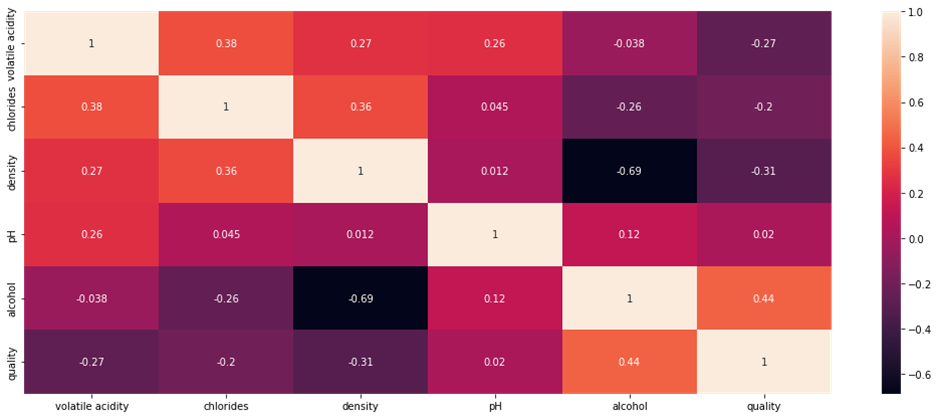 volatile acidity 1 0.38 0.27 0.26 -0.038 -0.27
chlorides 0.38 1 0.36 0.045 -0.26 -0.2
density 0.27 0.36 1 0.012 -0.69 -0.31
pH 0.26 0.045 0.012 1 0.12 0.02
alcohol -0.038 -0.26 -0.69 0.12 1 0.44
quality -0.27 -0.2 -0.31 0.02 0.44 1
volatile acidity chlorides density pH alcohol quality
1.0
0.8
0.6
0.4
0.2
0.0
-0.2
-0.4
-0.6